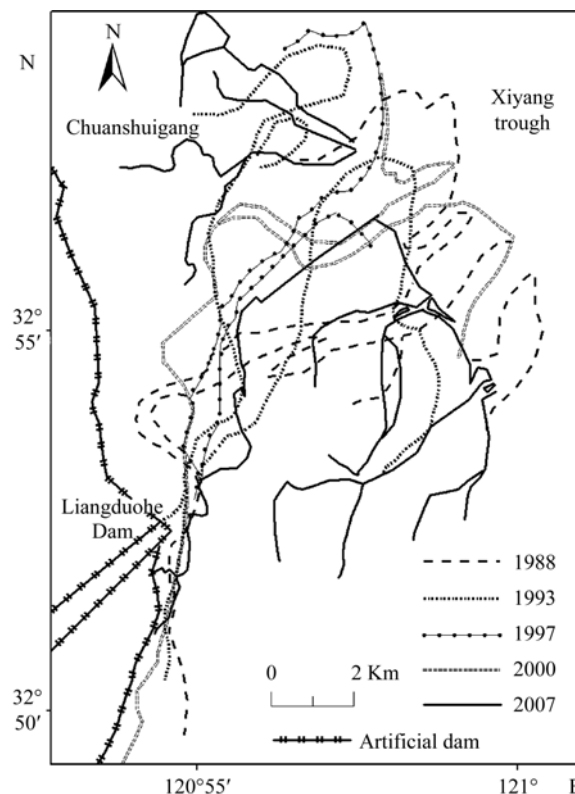 N
N
Xiyang
trough
Chuanshuigang
32°
55′
Liangduohe
Dam
1988
1993
1997
2000
2007
0 2 Km
Artificial dam
32°
50′
120°55′ 121° E